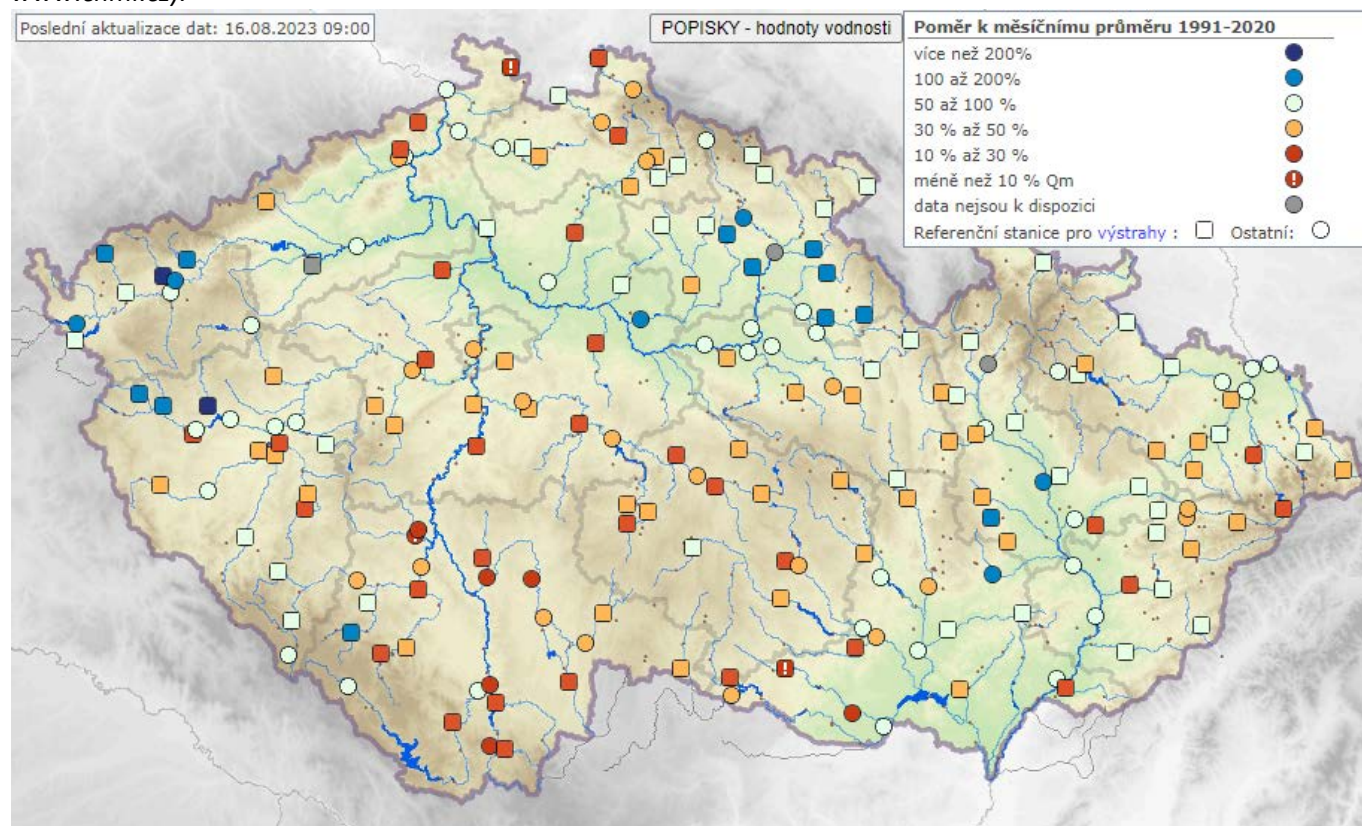 Poslední aktualizace dat: 16.08.2023 09:00
POPISKY - hodnoty vodnosti
Poměr k měsíčnímu průměru 1991-2020
více než 200%
100 až 200%
50 až 100 %
30 % až 50 %
10 % až 30 %
méně než 10 % Qm
data nejsou k dispozici
Referenční stanice pro výstrahy : Ostatní: